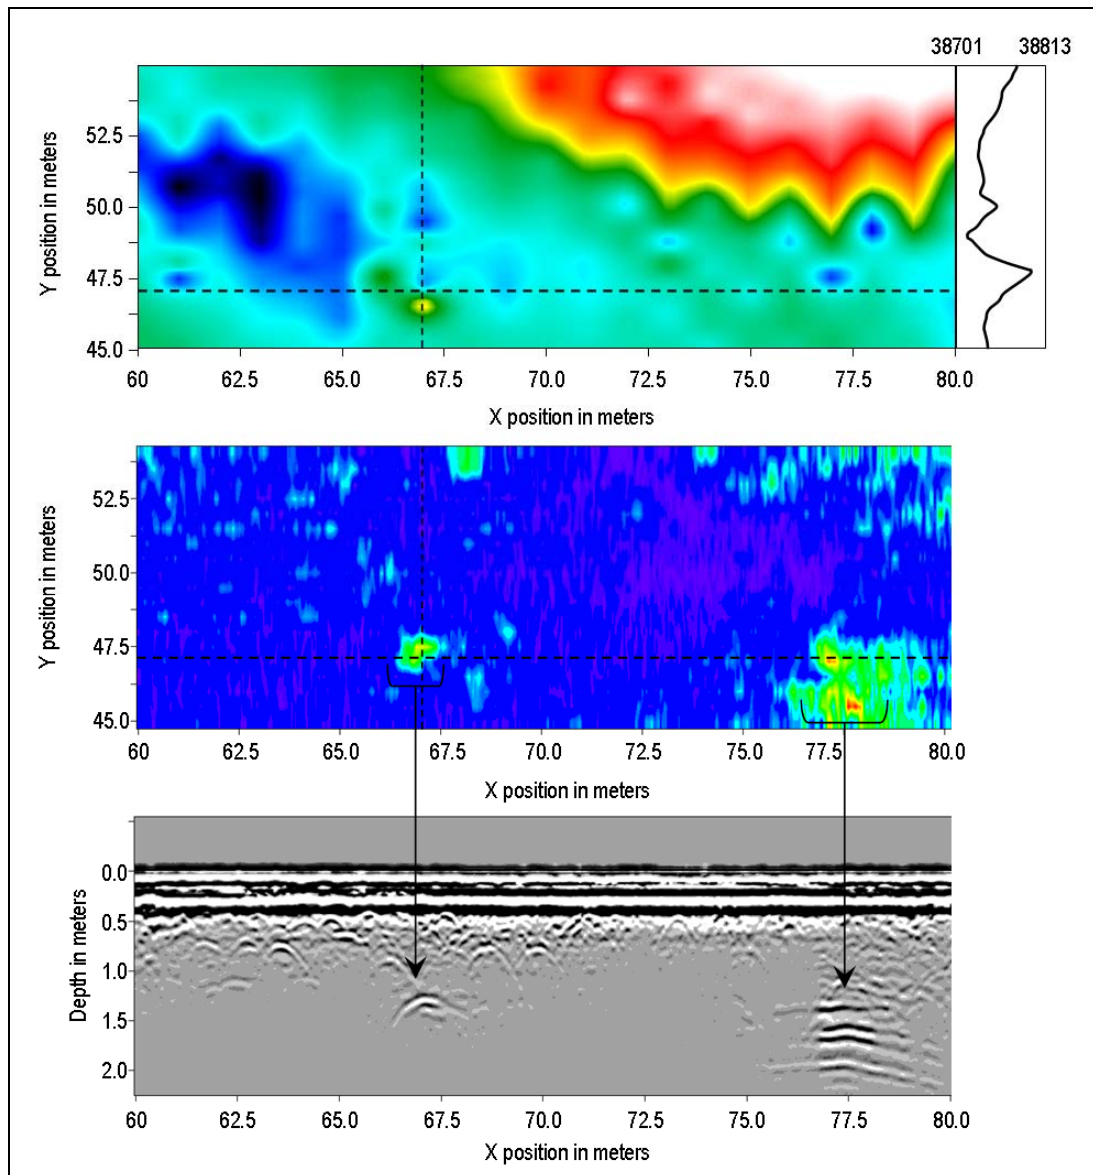 38701 38813
Y position in meters
52.5
50.0
47.5
45.0
60 62.5 65.0 67.5 70.0 72.5 75.0 77.5 80.0
X position in meters
Y position in meters
52.5
50.0
47.5
45.0
60 62.5 65.0 67.5 70.0 72.5 75.0 77.5 80.0
X position in meters
Depth in meters
0.0
0.5
1.0
1.5
2.0
60 62.5 65.0 67.5 70.0 72.5 75.0 77.5 80.0
X position in meters